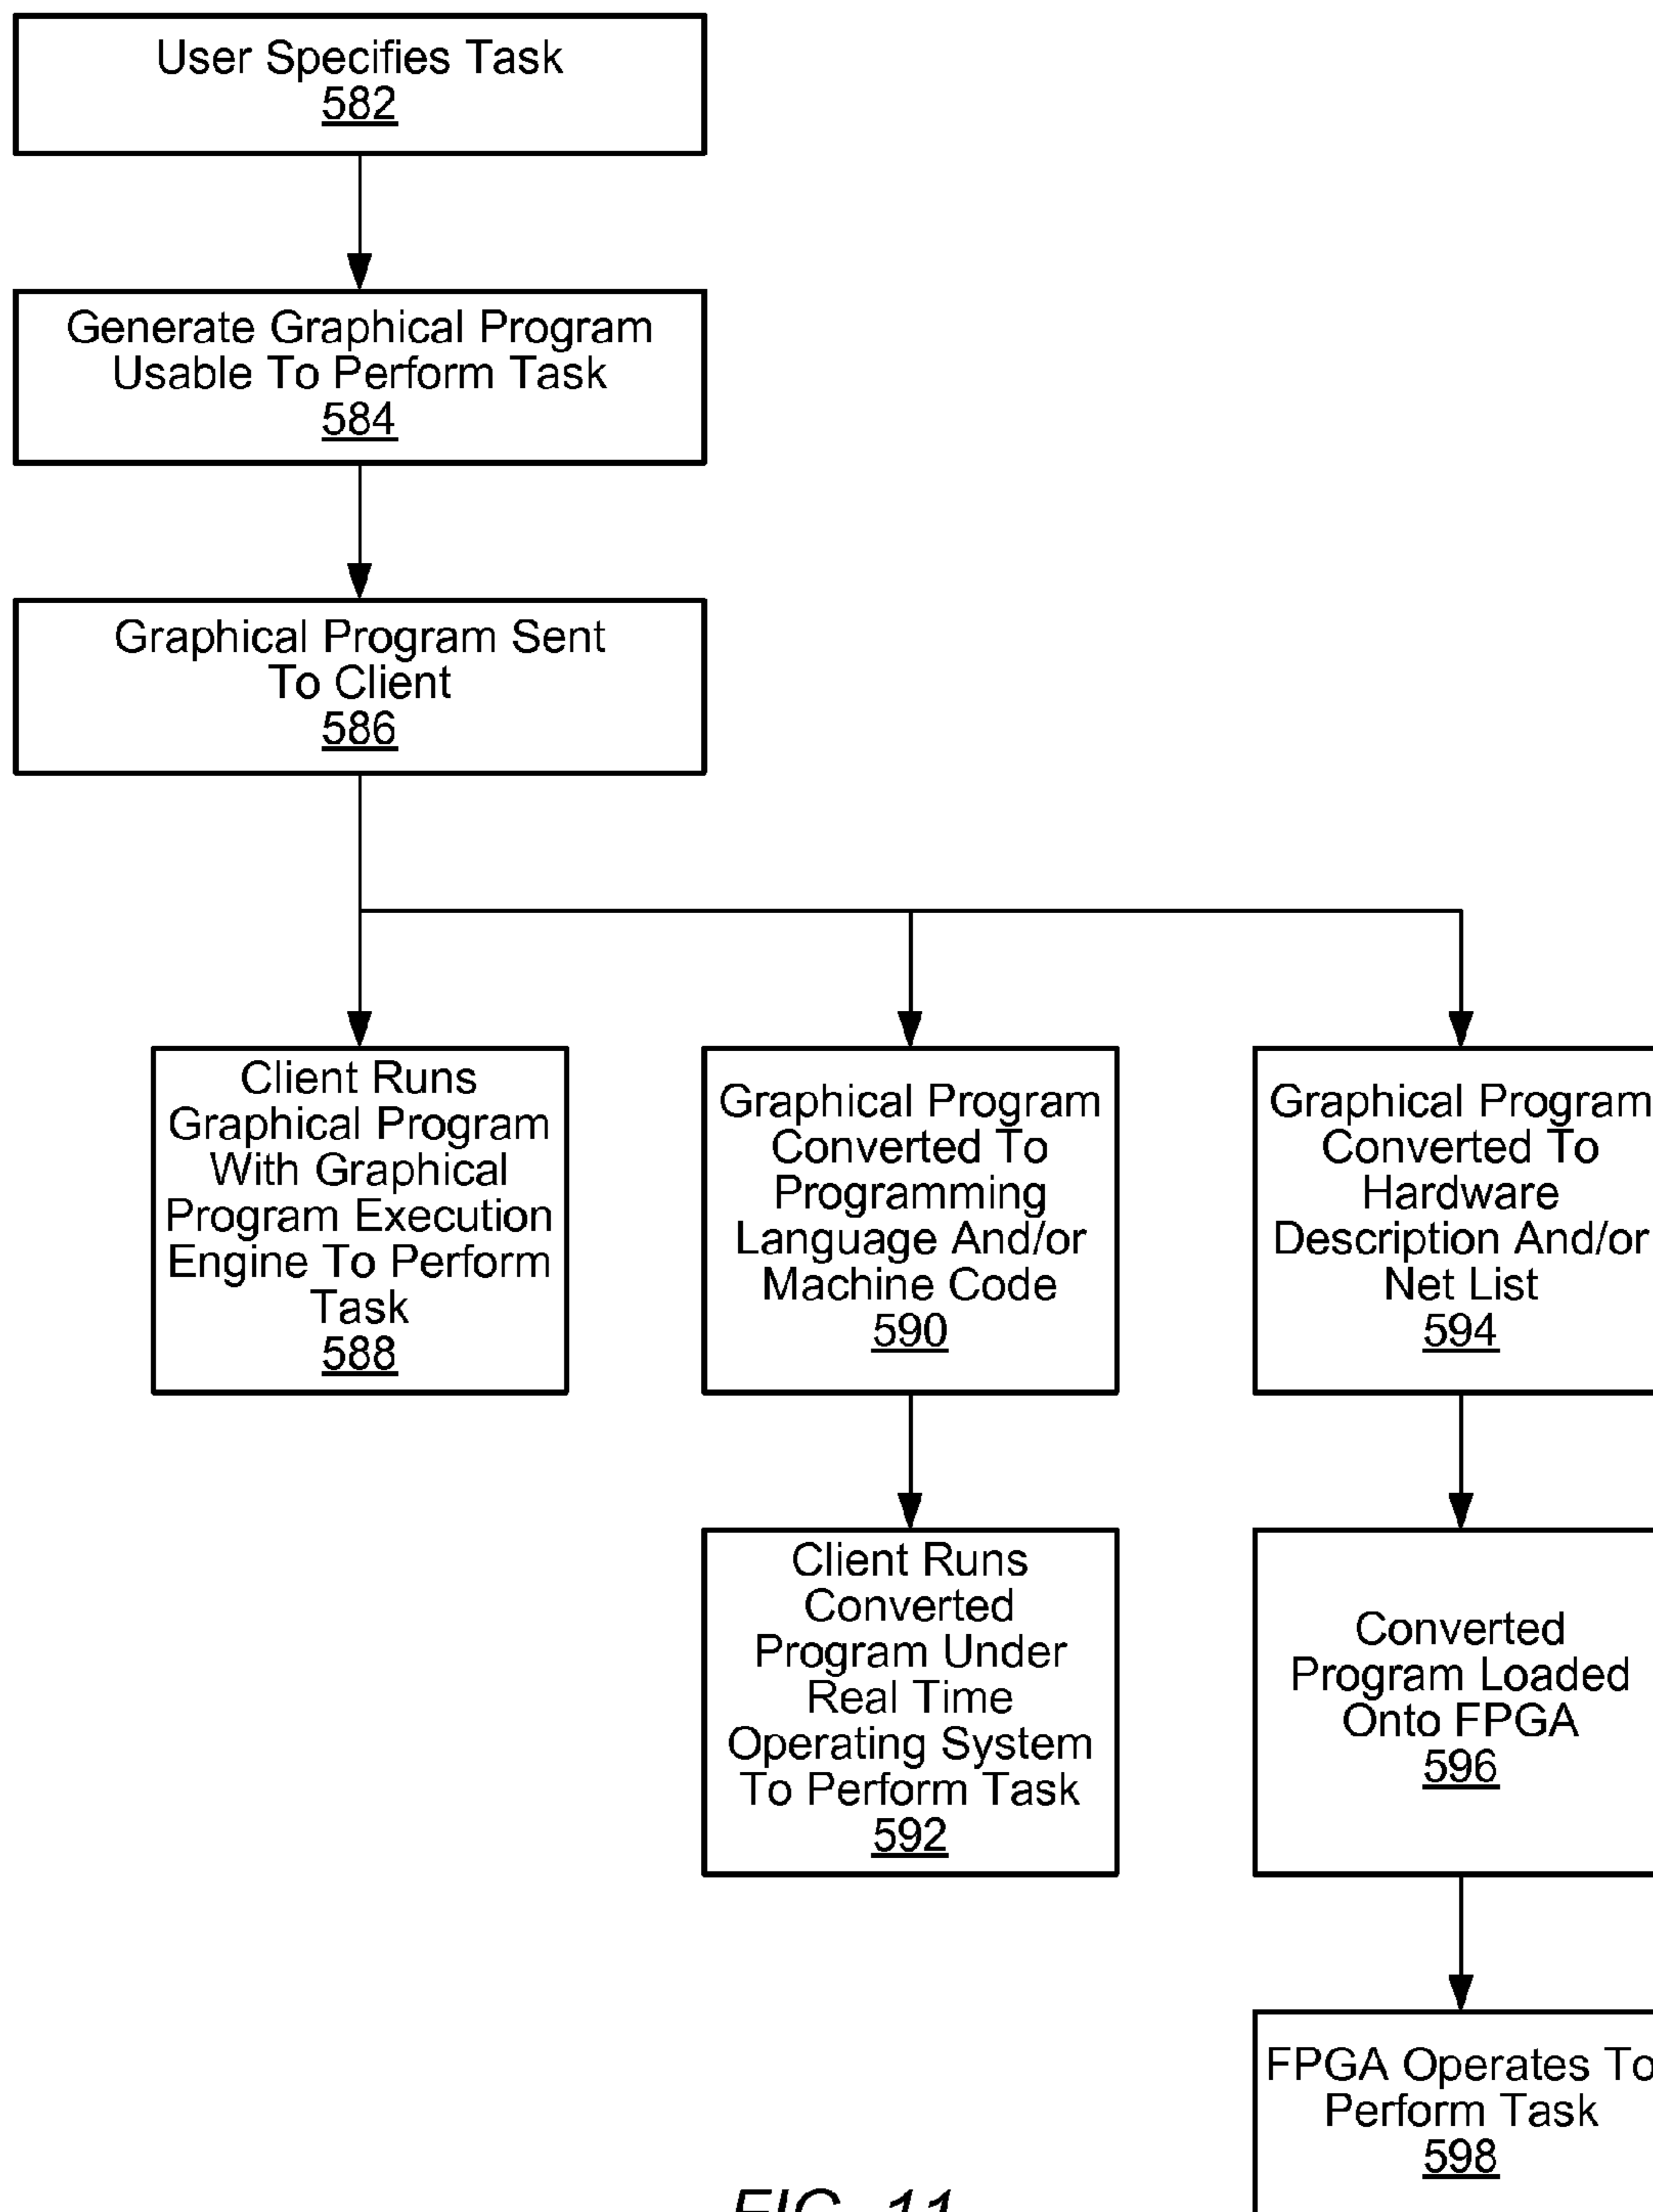 User Specifies Task
582
Generate Graphical Program
Usable To Perform Task
584
Graphical Program Sent
To Client
586
Client Runs
Graphical Program
With Graphical
Program Execution
Engine To Perform
Task
588
Graphical Program
Converted To
Programming
Language And/or
Machine Code
590
Graphical Program
Converted To
Hardware
Description And/or
Net List
594
Client Runs
Converted
Program Under
Real Time
Operating System
To Perform Task
592
Converted
Program Loaded
Onto FPGA
596
FPGA Operates To
Perform Task
598
FIG. 11